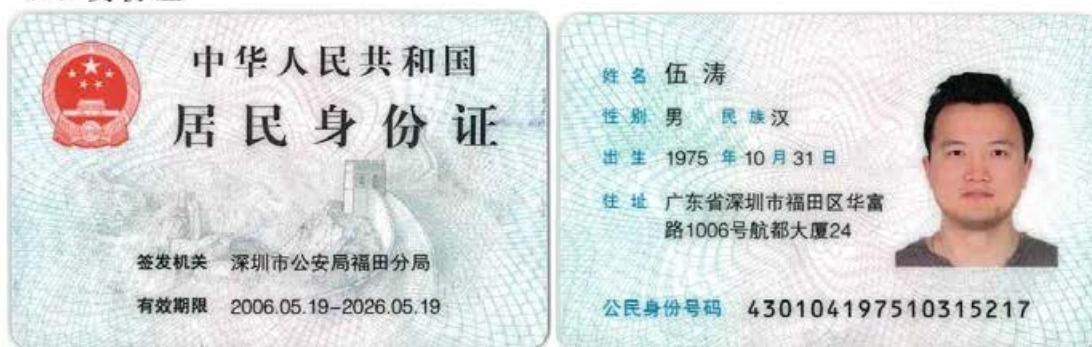 中华人民共和国
居民身份证
签发机关 深圳市公安局福田分局
有效期限 2006.05.19-2026.05.19
姓名 伍涛
性别 男 民族 汉
出生 1975 年 10 月 31 日
住址 广东省深圳市福田区华富
路1006号航都大厦24
公民身份号码 430104197510315217